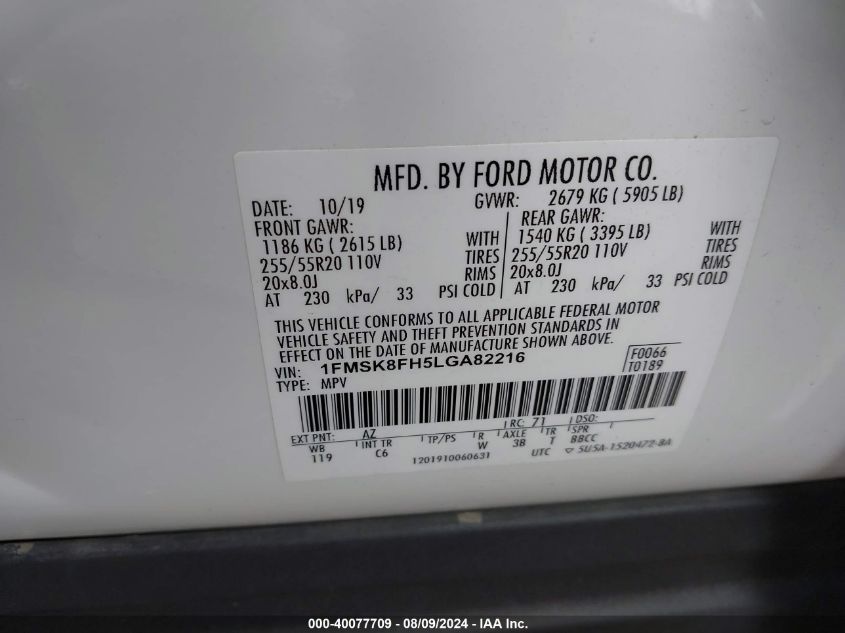 MFD. BY FORD MOTOR CO.
DATE: 10/19 GVWR: 2679 KG ( 5905 LB)
FRONT GAWR: REAR GAWR:
1186 KG ( 2615 LB) WITH 1540 KG ( 3395 LB) WITH
255/55R20 110V TIRES 255/55R20 110V TIRES
20x8.0J RIMS 20x8.0J RIMS
AT 230 kPa/ 33 PSI COLD AT 230 kPa/ 33 PSI COLD
THIS VEHICLE CONFORMS TO ALL APPLICABLE FEDERAL MOTOR
VEHICLE SAFETY AND THEFT PREVENTION STANDARDS IN
EFFECT ON THE DATE OF MANUFACTURE SHOWN ABOVE.
VIN: 1FMSK8FH5LGA82216 F0066
TYPE: MPV T0189
EXT PNT: AZ RC: 71 DSO:
WB INT TR TP/PS R AXLE TR SPR
119 C6 W 3B T BBCC
1201910060631 UTC ▽ 5U5A-1520472-BA
000-40077709 - 08/09/2024 - IAA Inc.